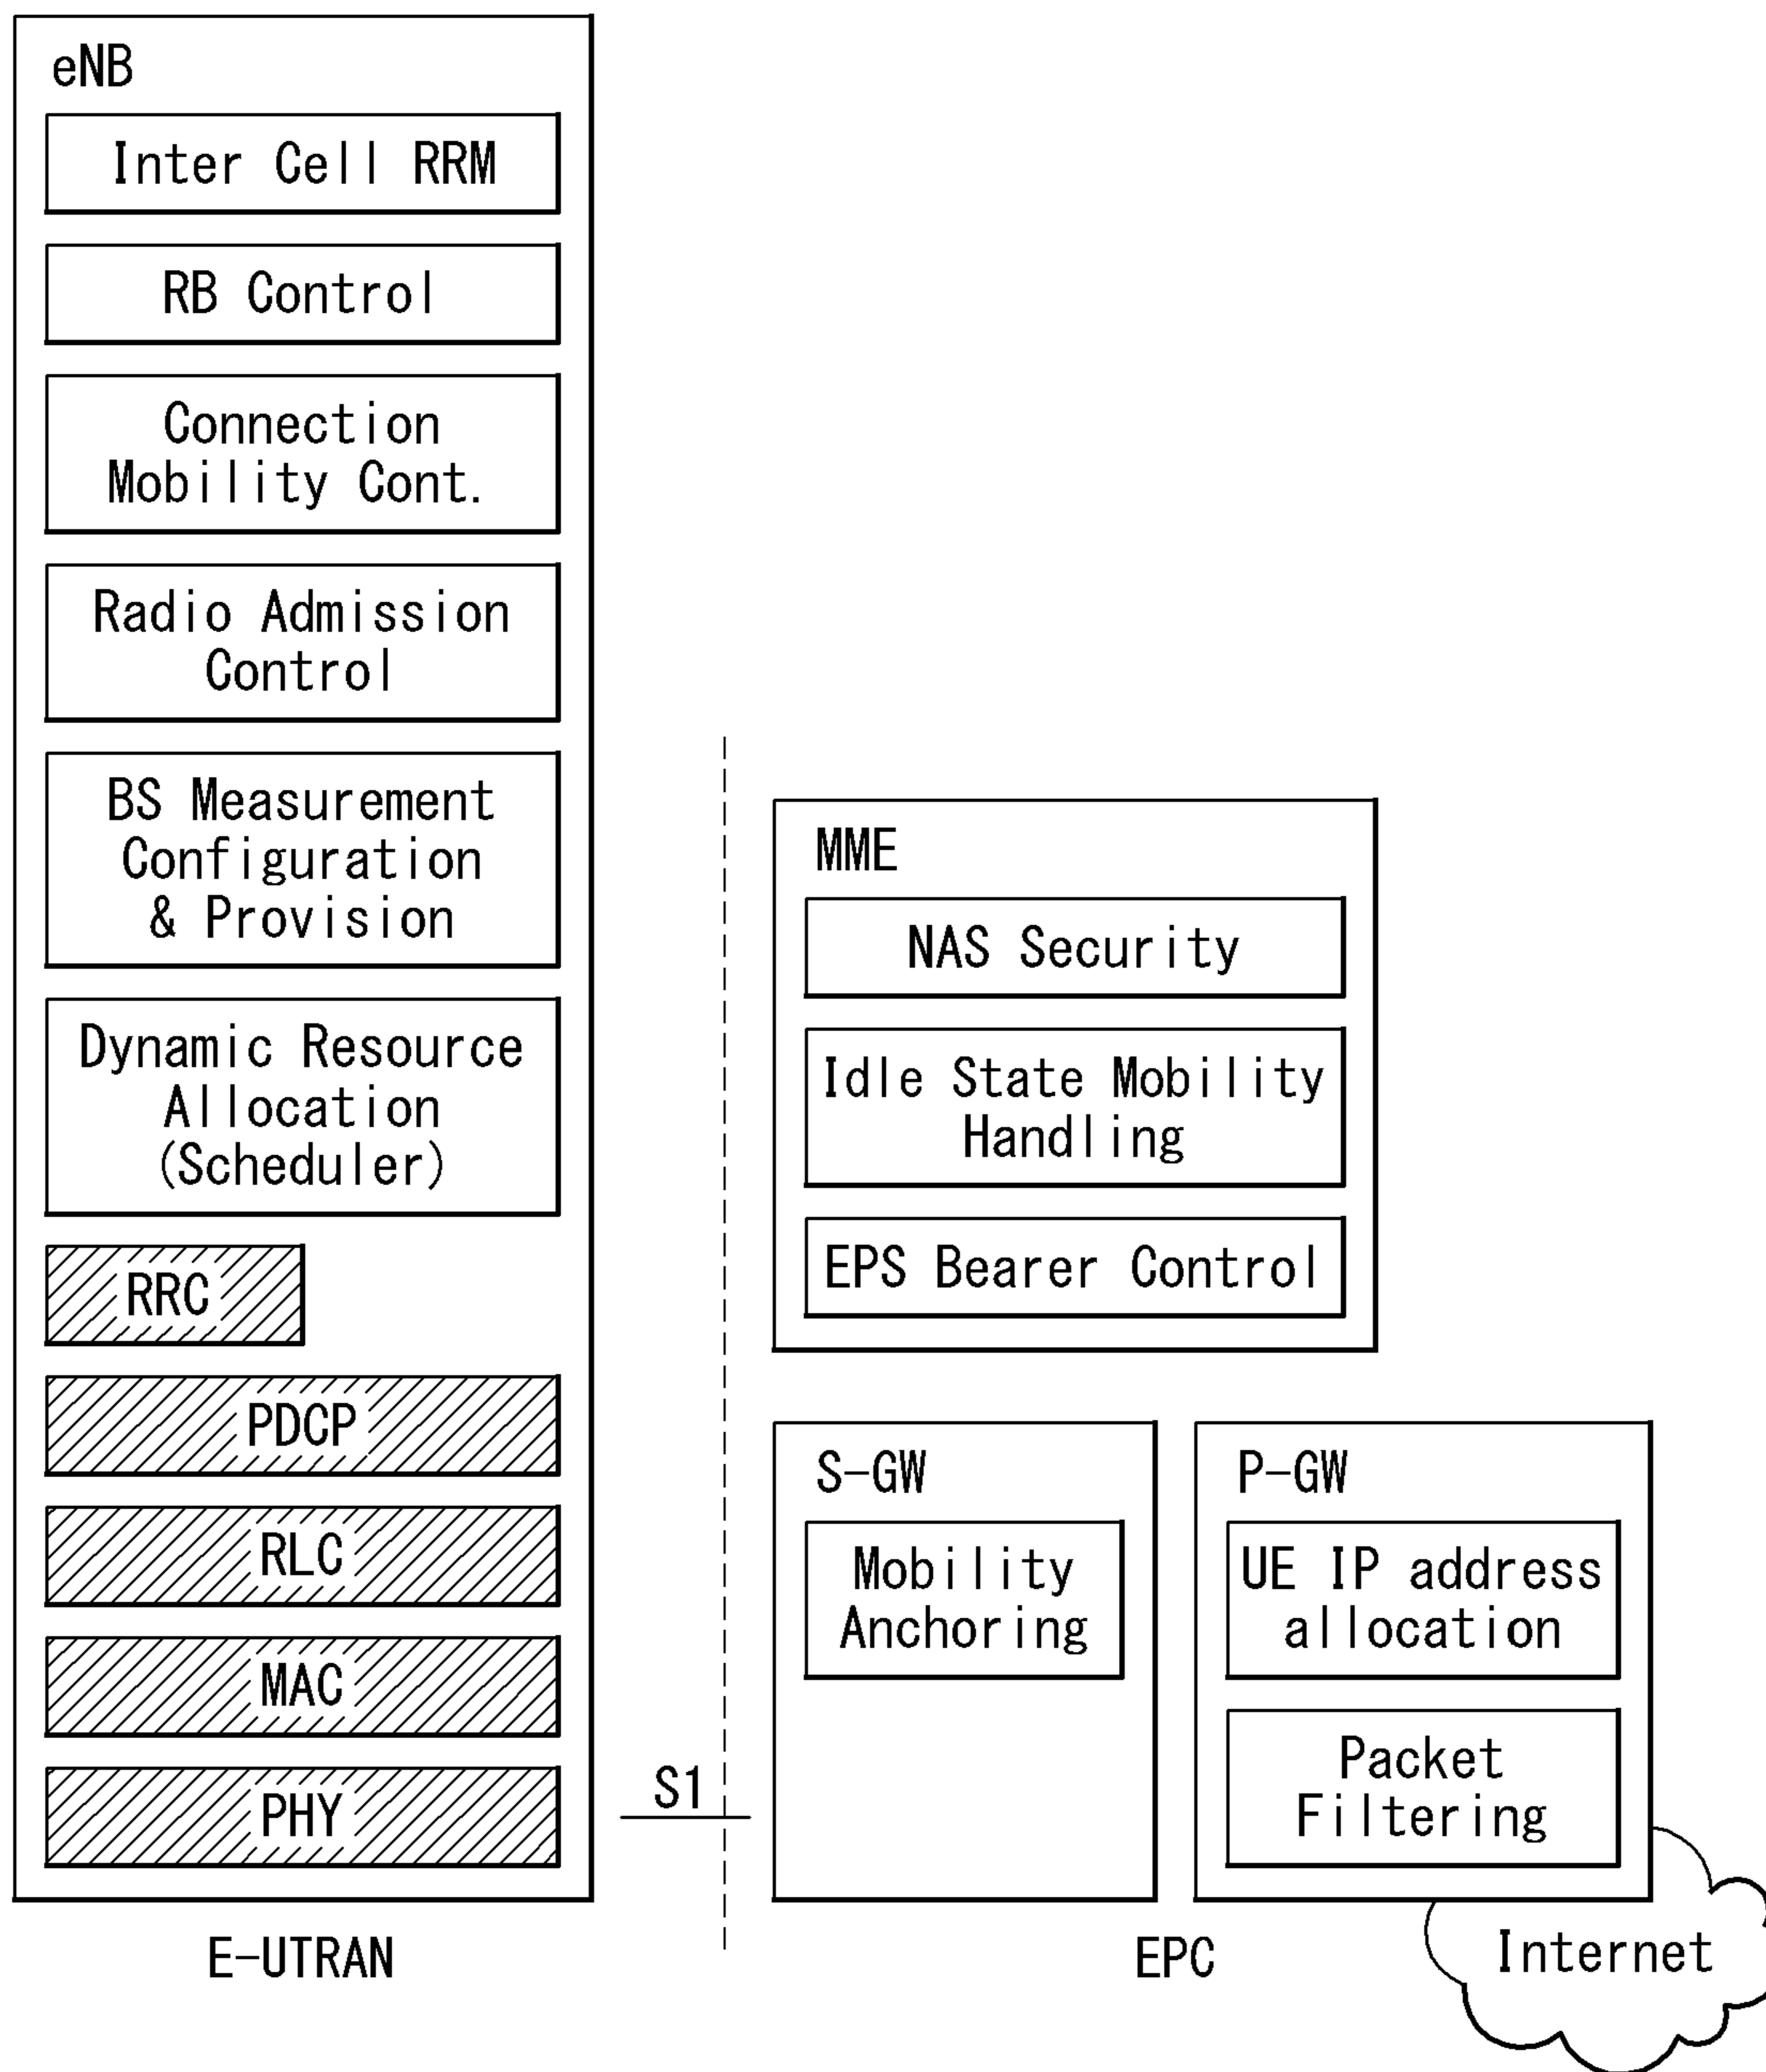 eNB
Inter Cell RRM
RB Control
Connection
Mobility Cont.
Radio Admission
Control
BS Measurement
Configuration
& Provision
Dynamic Resource
Allocation
(Scheduler)
RRC
PDCP
RLC
MAC
PHY
S1
MME
NAS Security
Idle State Mobility
Handling
EPS Bearer Control
S-GW
Mobility
Anchoring
P-GW
UE IP address
allocation
Packet
Filtering
E-UTRAN
EPC
Internet